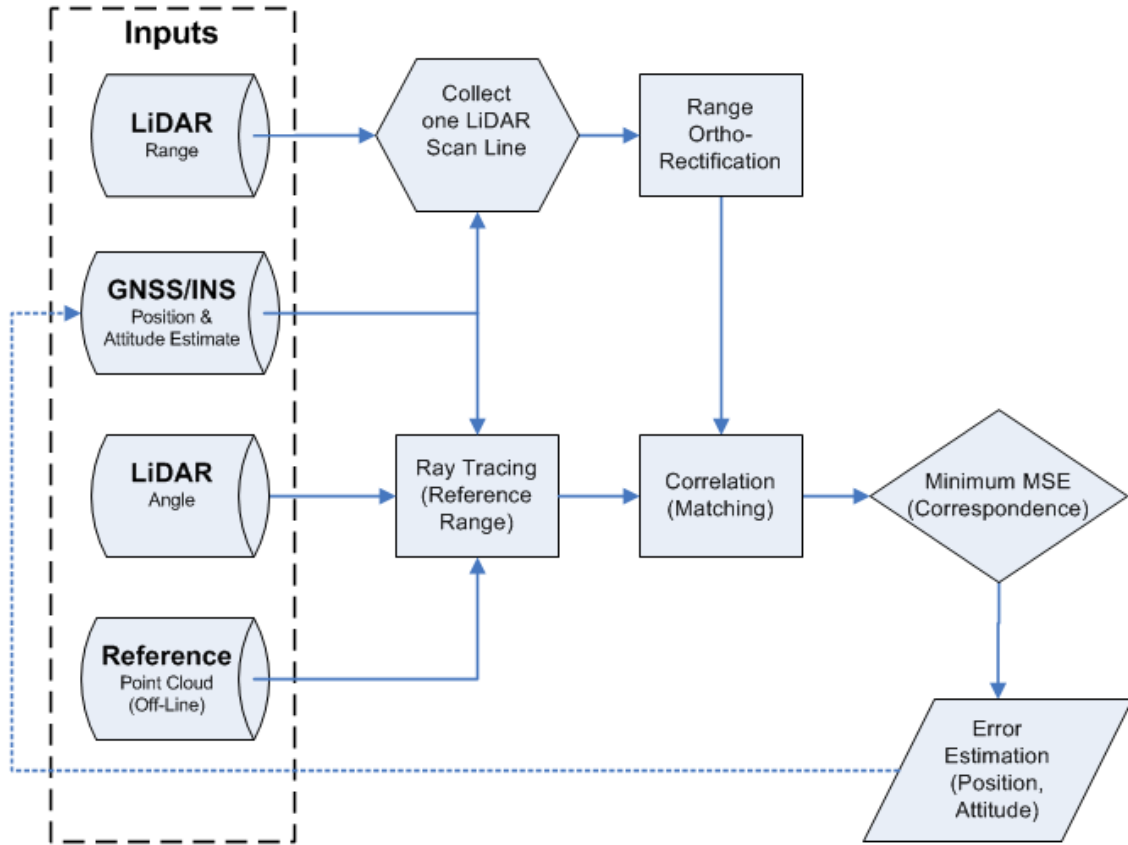 Inputs
LiDAR
Range
Collect
one LiDAR
Scan Line
Range
Ortho-
Rectification
GNSS/INS
Position &
Attitude Estimate
LiDAR
Angle
Ray Tracing
(Reference
Range)
Correlation
(Matching)
Minimum MSE
(Correspondence)
Reference
Point Cloud
(Off-Line)
Error
Estimation
(Position,
Attitude)